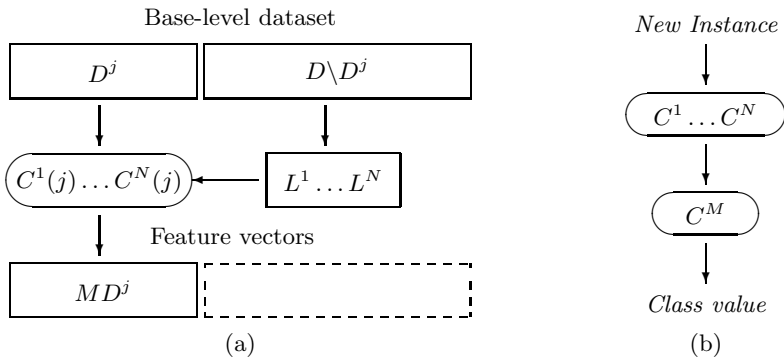 Base-level dataset
D^j
D\D^j
C^1(j) … C^N(j)
L^1 … L^N
Feature vectors
MD^j
(a)
New Instance
C^1 … C^N
C^M
Class value
(b)